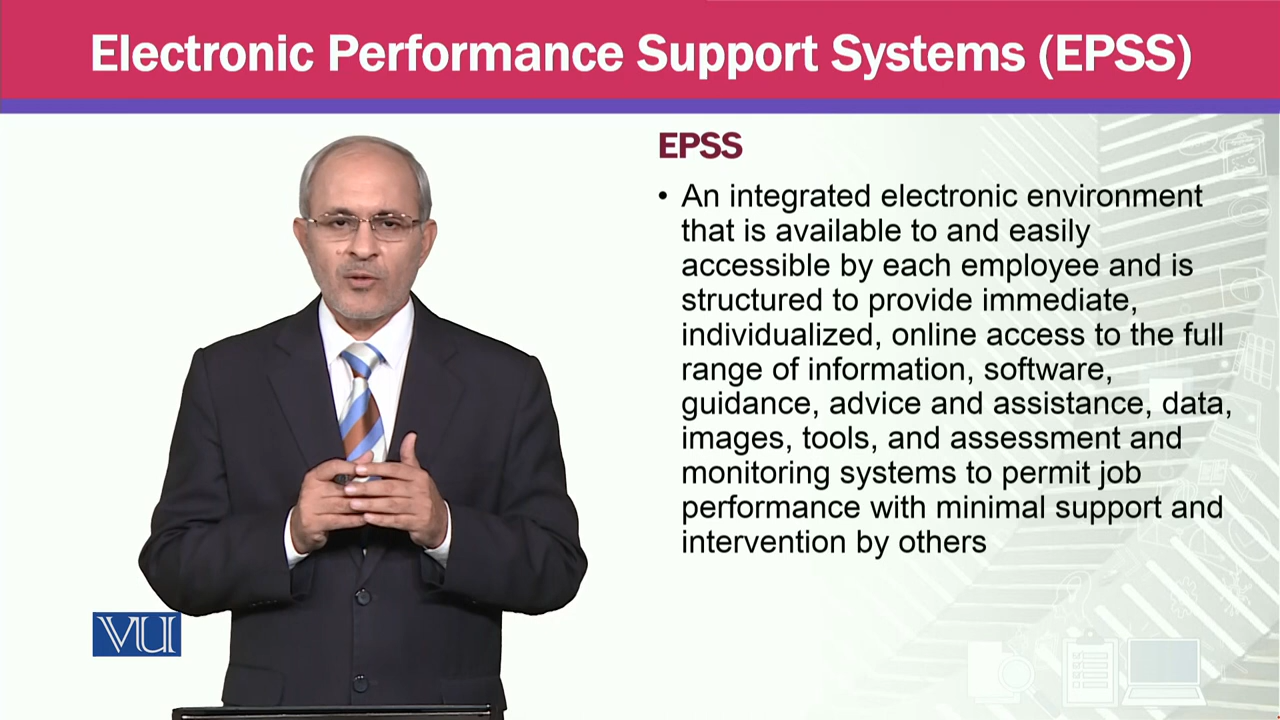 Electronic Performance Support Systems (EPSS)
EPSS
• An integrated electronic environment
that is available to and easily
accessible by each employee and is
structured to provide immediate,
individualized, online access to the full
range of information, software,
guidance, advice and assistance, data,
images, tools, and assessment and
monitoring systems to permit job
performance with minimal support and
intervention by others
VU